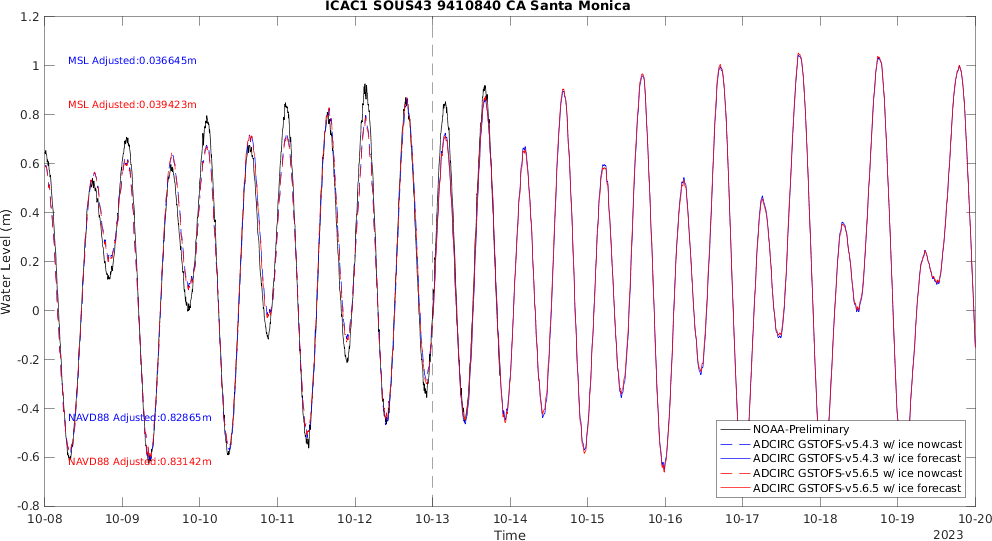 ICAC1 SOUS43 9410840 CA Santa Monica
1.2
1
0.8
0.6
0.4
0.2
0
-0.2
-0.4
-0.6
-0.8
Water Level (m)
MSL Adjusted:0.036645m
MSL Adjusted:0.039423m
NAVD88 Adjusted:0.82865m
NAVD88 Adjusted:0.83142m
NOAA-Preliminary
ADCIRC GSTOFS-v5.4.3 w/ ice nowcast
ADCIRC GSTOFS-v5.4.3 w/ ice forecast
ADCIRC GSTOFS-v5.6.5 w/ ice nowcast
ADCIRC GSTOFS-v5.6.5 w/ ice forecast
10-08 10-09 10-10 10-11 10-12 10-13 10-14 10-15 10-16 10-17 10-18 10-19 10-20
Time
2023